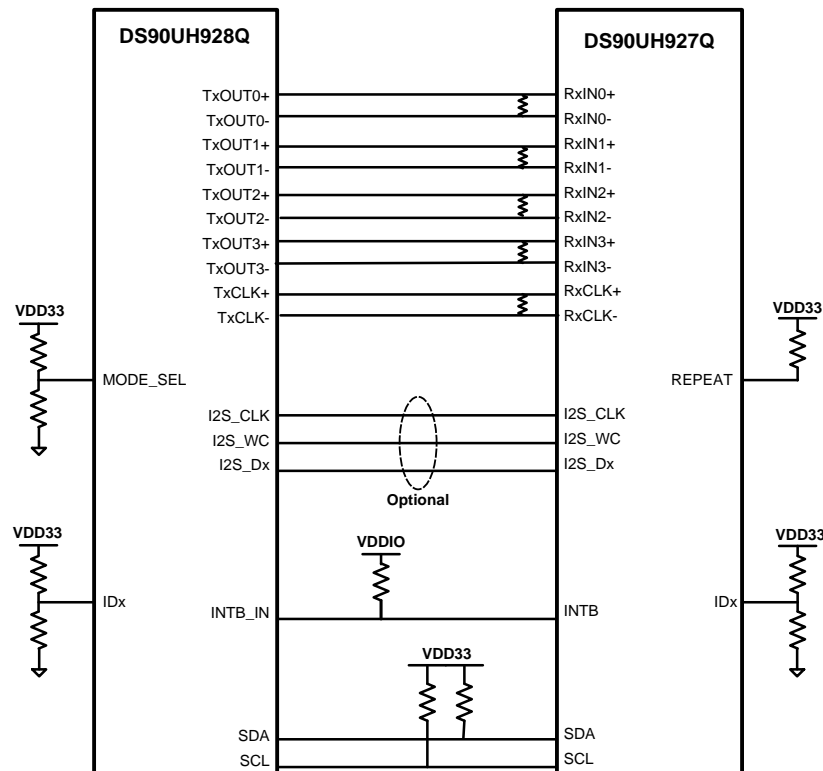 DS90UH928Q
DS90UH927Q
TxOUT0+
RxIN0+
TxOUT0-
RxIN0-
TxOUT1+
RxIN1+
TxOUT1-
RxIN1-
TxOUT2+
RxIN2+
TxOUT2-
RxIN2-
TxOUT3+
RxIN3+
TxOUT3-
RxIN3-
TxCLK+
RxCLK+
TxCLK-
RxCLK-
VDD33
VDD33
MODE_SEL
REPEAT
I2S_CLK
I2S_CLK
I2S_WC
I2S_WC
I2S_Dx
I2S_Dx
Optional
VDD33
VDDIO
VDD33
IDx
IDx
INTB_IN
INTB
VDD33
SDA
SDA
SCL
SCL